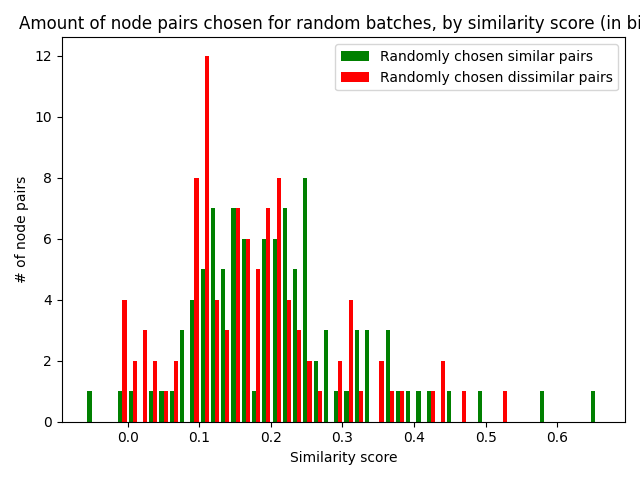 Amount of node pairs chosen for random batches, by similarity score (in bi
Randomly chosen similar pairs
Randomly chosen dissimilar pairs
# of node pairs
12
10
8
6
4
2
0
0.0 0.1 0.2 0.3 0.4 0.5 0.6
Similarity score